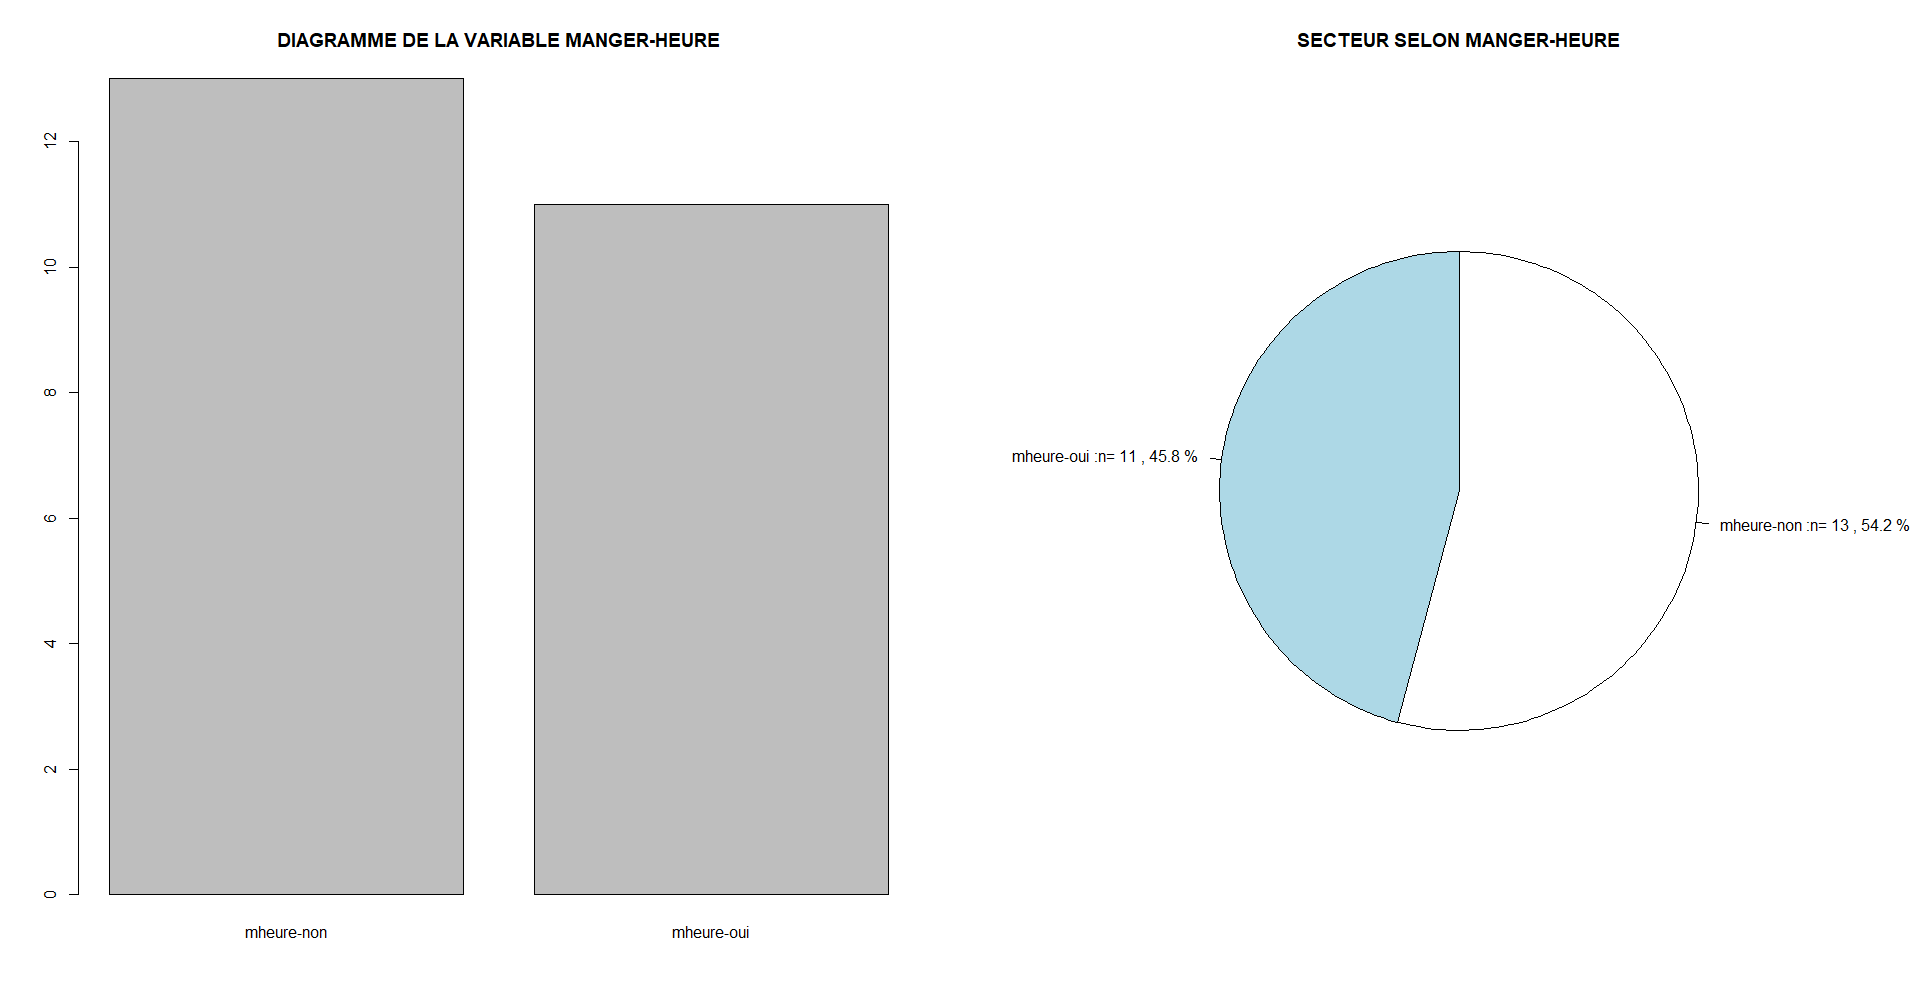 DIAGRAMME DE LA VARIABLE MANGER-HEURE
12
10
8
6
4
2
0
mheure-non
mheure-oui
SECTEUR SELON MANGER-HEURE
mheure-oui :n= 11 , 45.8 %
mheure-non :n= 13 , 54.2 %